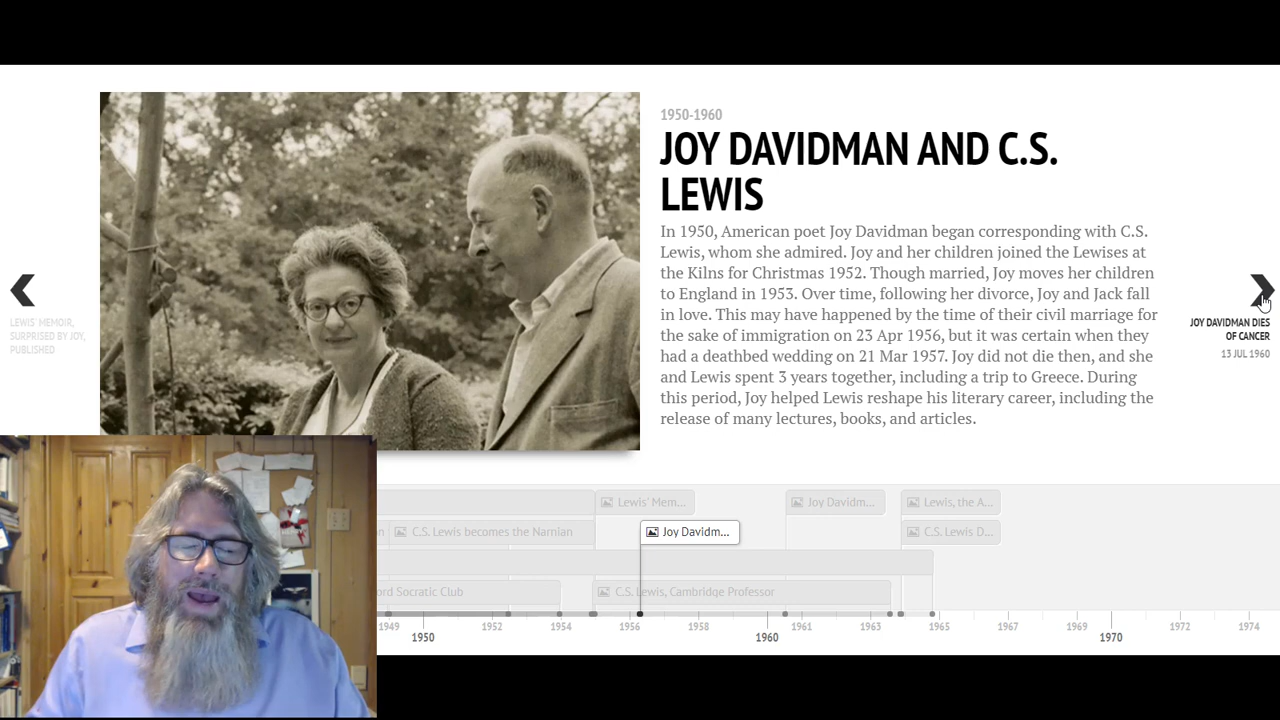 1950-1960
JOY DAVIDMAN AND C.S.
LEWIS
In 1950, American poet Joy Davidman began corresponding with C.S.
Lewis, whom she admired. Joy and her children joined the Lewises at
the Kilns for Christmas 1952. Though married, Joy moves her children
to England in 1953. Over time, following her divorce, Joy and Jack fall
in love. This may have happened by the time of their civil marriage for
the sake of immigration on 23 Apr 1956, but it was certain when they
had a deathbed wedding on 21 Mar 1957. Joy did not die then, and she
and Lewis spent 3 years together, including a trip to Greece. During
this period, Joy helped Lewis reshape his literary career, including the
release of many lectures, books, and articles.
LEWIS' MEMOIR,
SURPRISED BY JOY,
PUBLISHED
JOY DAVIDMAN DIES
OF CANCER
13 JUL 1960
Lewis' Mem...
Joy Davidm...
Lewis, the A...
C.S. Lewis becomes the Narnian
Joy Davidm...
C.S. Lewis D...
ord Socratic Club
C.S. Lewis, Cambridge Professor
1949 1952 1954 1956 1958 1961 1963 1965 1967 1969 1972 1974
1950 1960 1970